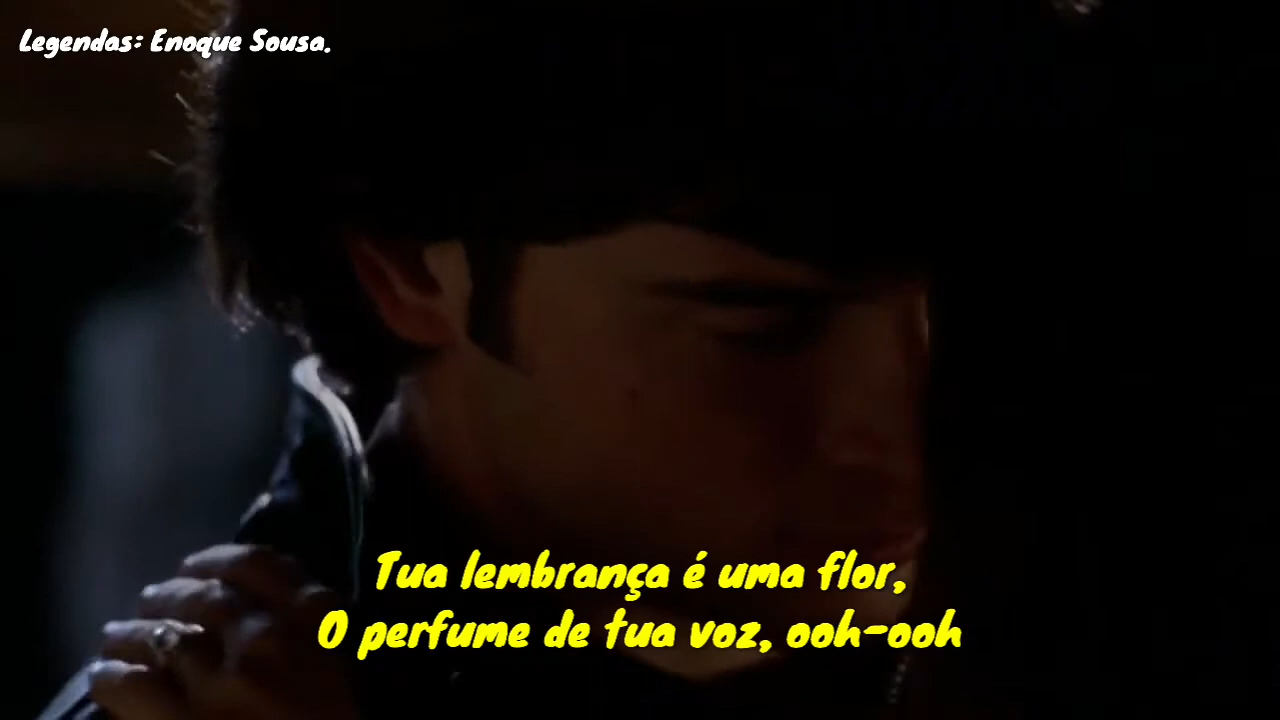 Legendas: Enoque Sousa.
Tua lembrança é uma flor,
O perfume de tua voz, ooh-ooh